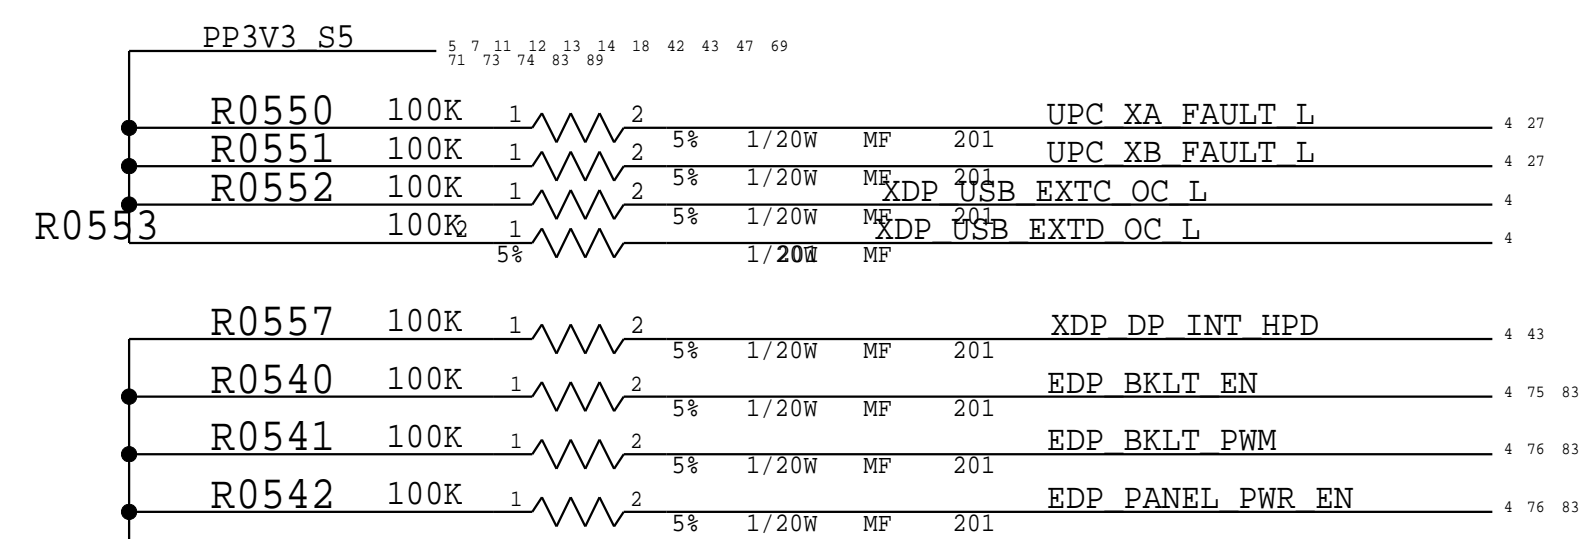 PP3V3_S5 5 7 11 12 13 14 18 42 43 47 69
71 73 74 83 89
R0550 100K 1 2 UPC_XA_FAULT_L 4 27
5% 1/20W MF 201
R0551 100K 1 2 UPC_XB_FAULT_L 4 27
5% 1/20W MF 201
R0552 100K 1 2 XDP_USB_EXTC_OC_L 4
5% 1/20W MF 201
R0553 100K 2 1 XDP_USB_EXTD_OC_L 4
5% 1/20W 201 MF
R0557 100K 1 2 XDP_DP_INT_HPD 4 43
5% 1/20W MF 201
R0540 100K 1 2 EDP_BKLT_EN 4 75 83
5% 1/20W MF 201
R0541 100K 1 2 EDP_BKLT_PWM 4 76 83
5% 1/20W MF 201
R0542 100K 1 2 EDP_PANEL_PWR_EN 4 76 83
5% 1/20W MF 201